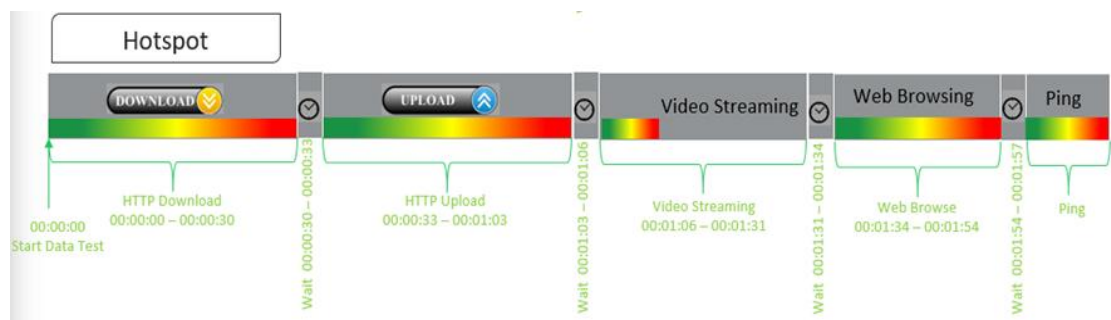 Hotspot
DOWNLOAD
UPLOAD
Video Streaming
Web Browsing
Ping
HTTP Download
00:00:00 – 00:00:30
HTTP Upload
00:00:33 – 00:01:03
Video Streaming
00:01:06 – 00:01:31
Web Browse
00:01:34 – 00:01:54
Ping
00:00:00
Start Data Test
Wait 00:00:30 – 00:00:33
Wait 00:01:03 – 00:01:06
Wait 00:01:31 – 00:01:34
Wait 00:01:54 – 00:01:57